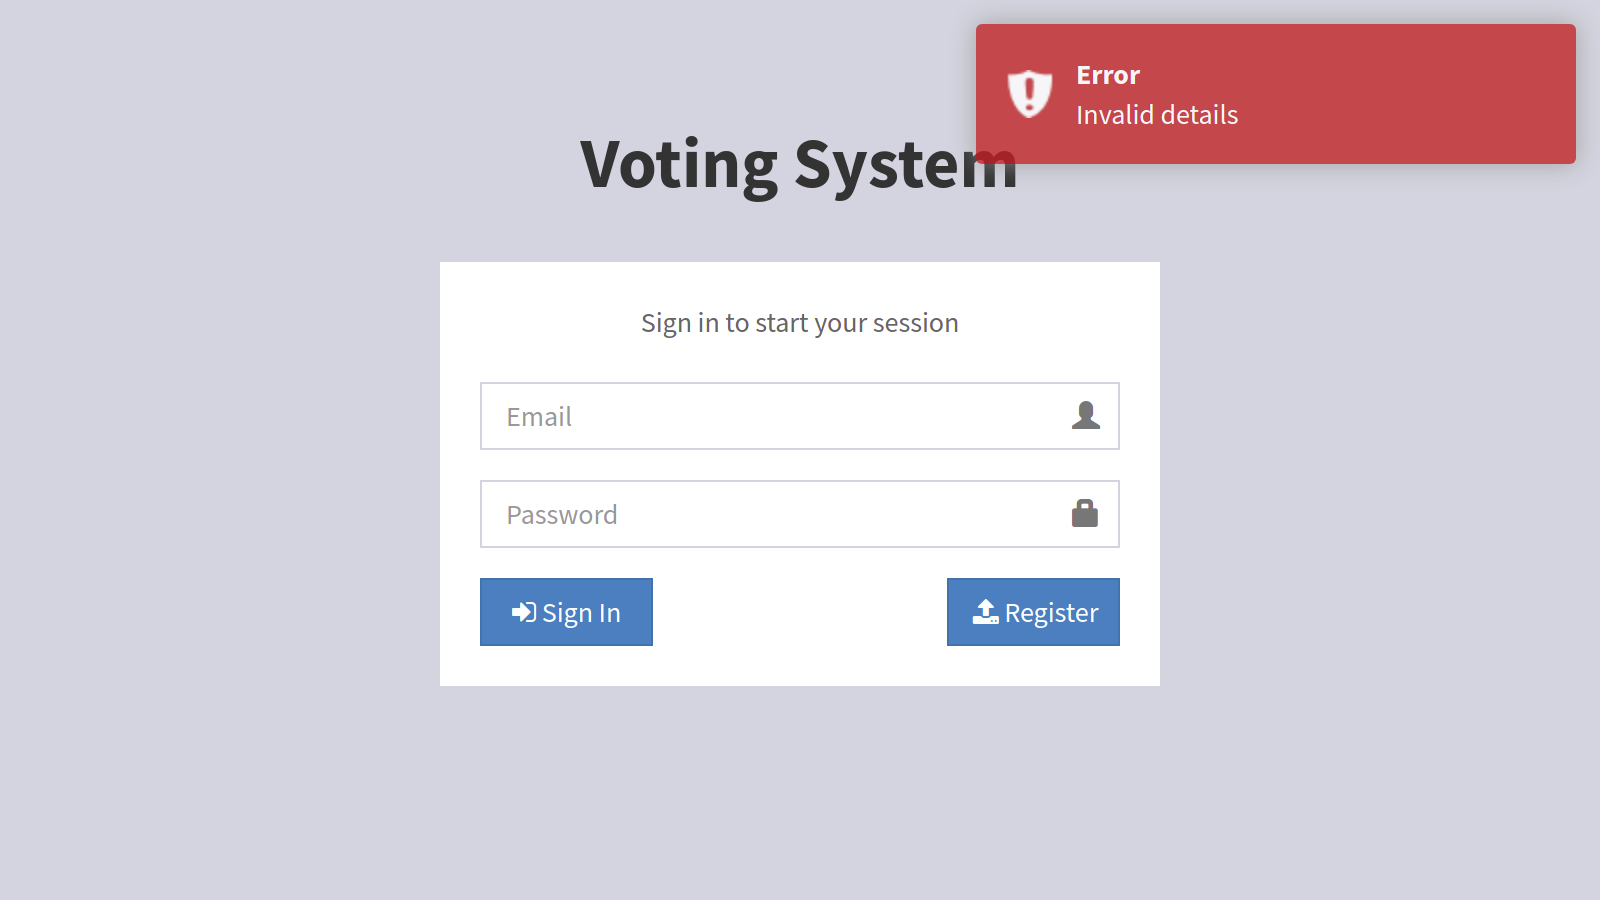 Error
Invalid details
Voting System
Sign in to start your session
Email
Password
Sign In
Register